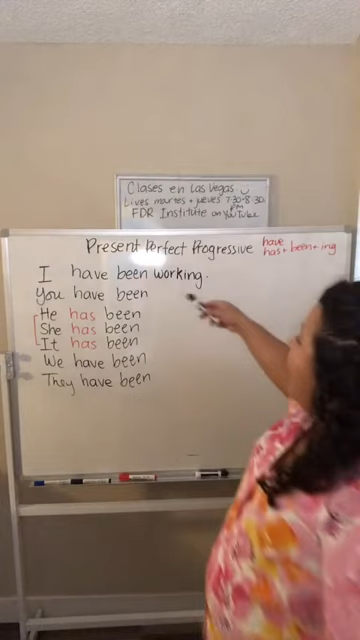 Clases en Las Vegas
Lives martes + jueves 7:30-8:30
pm
FDR Institute on YouTube
Present Perfect Progressive
have
has + been + ing
I have been working.
You have been
He has been
She has been
It has been
We have been
They have been